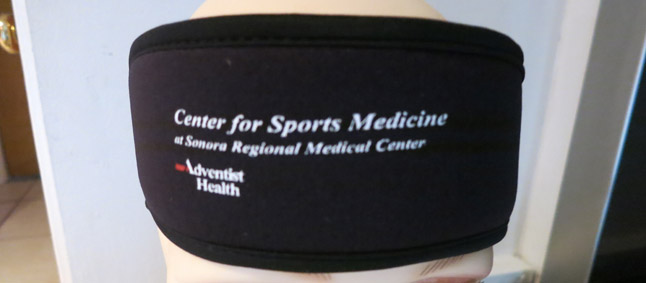 Center for Sports Medicine
at Sonora Regional Medical Center
Adventist
Health